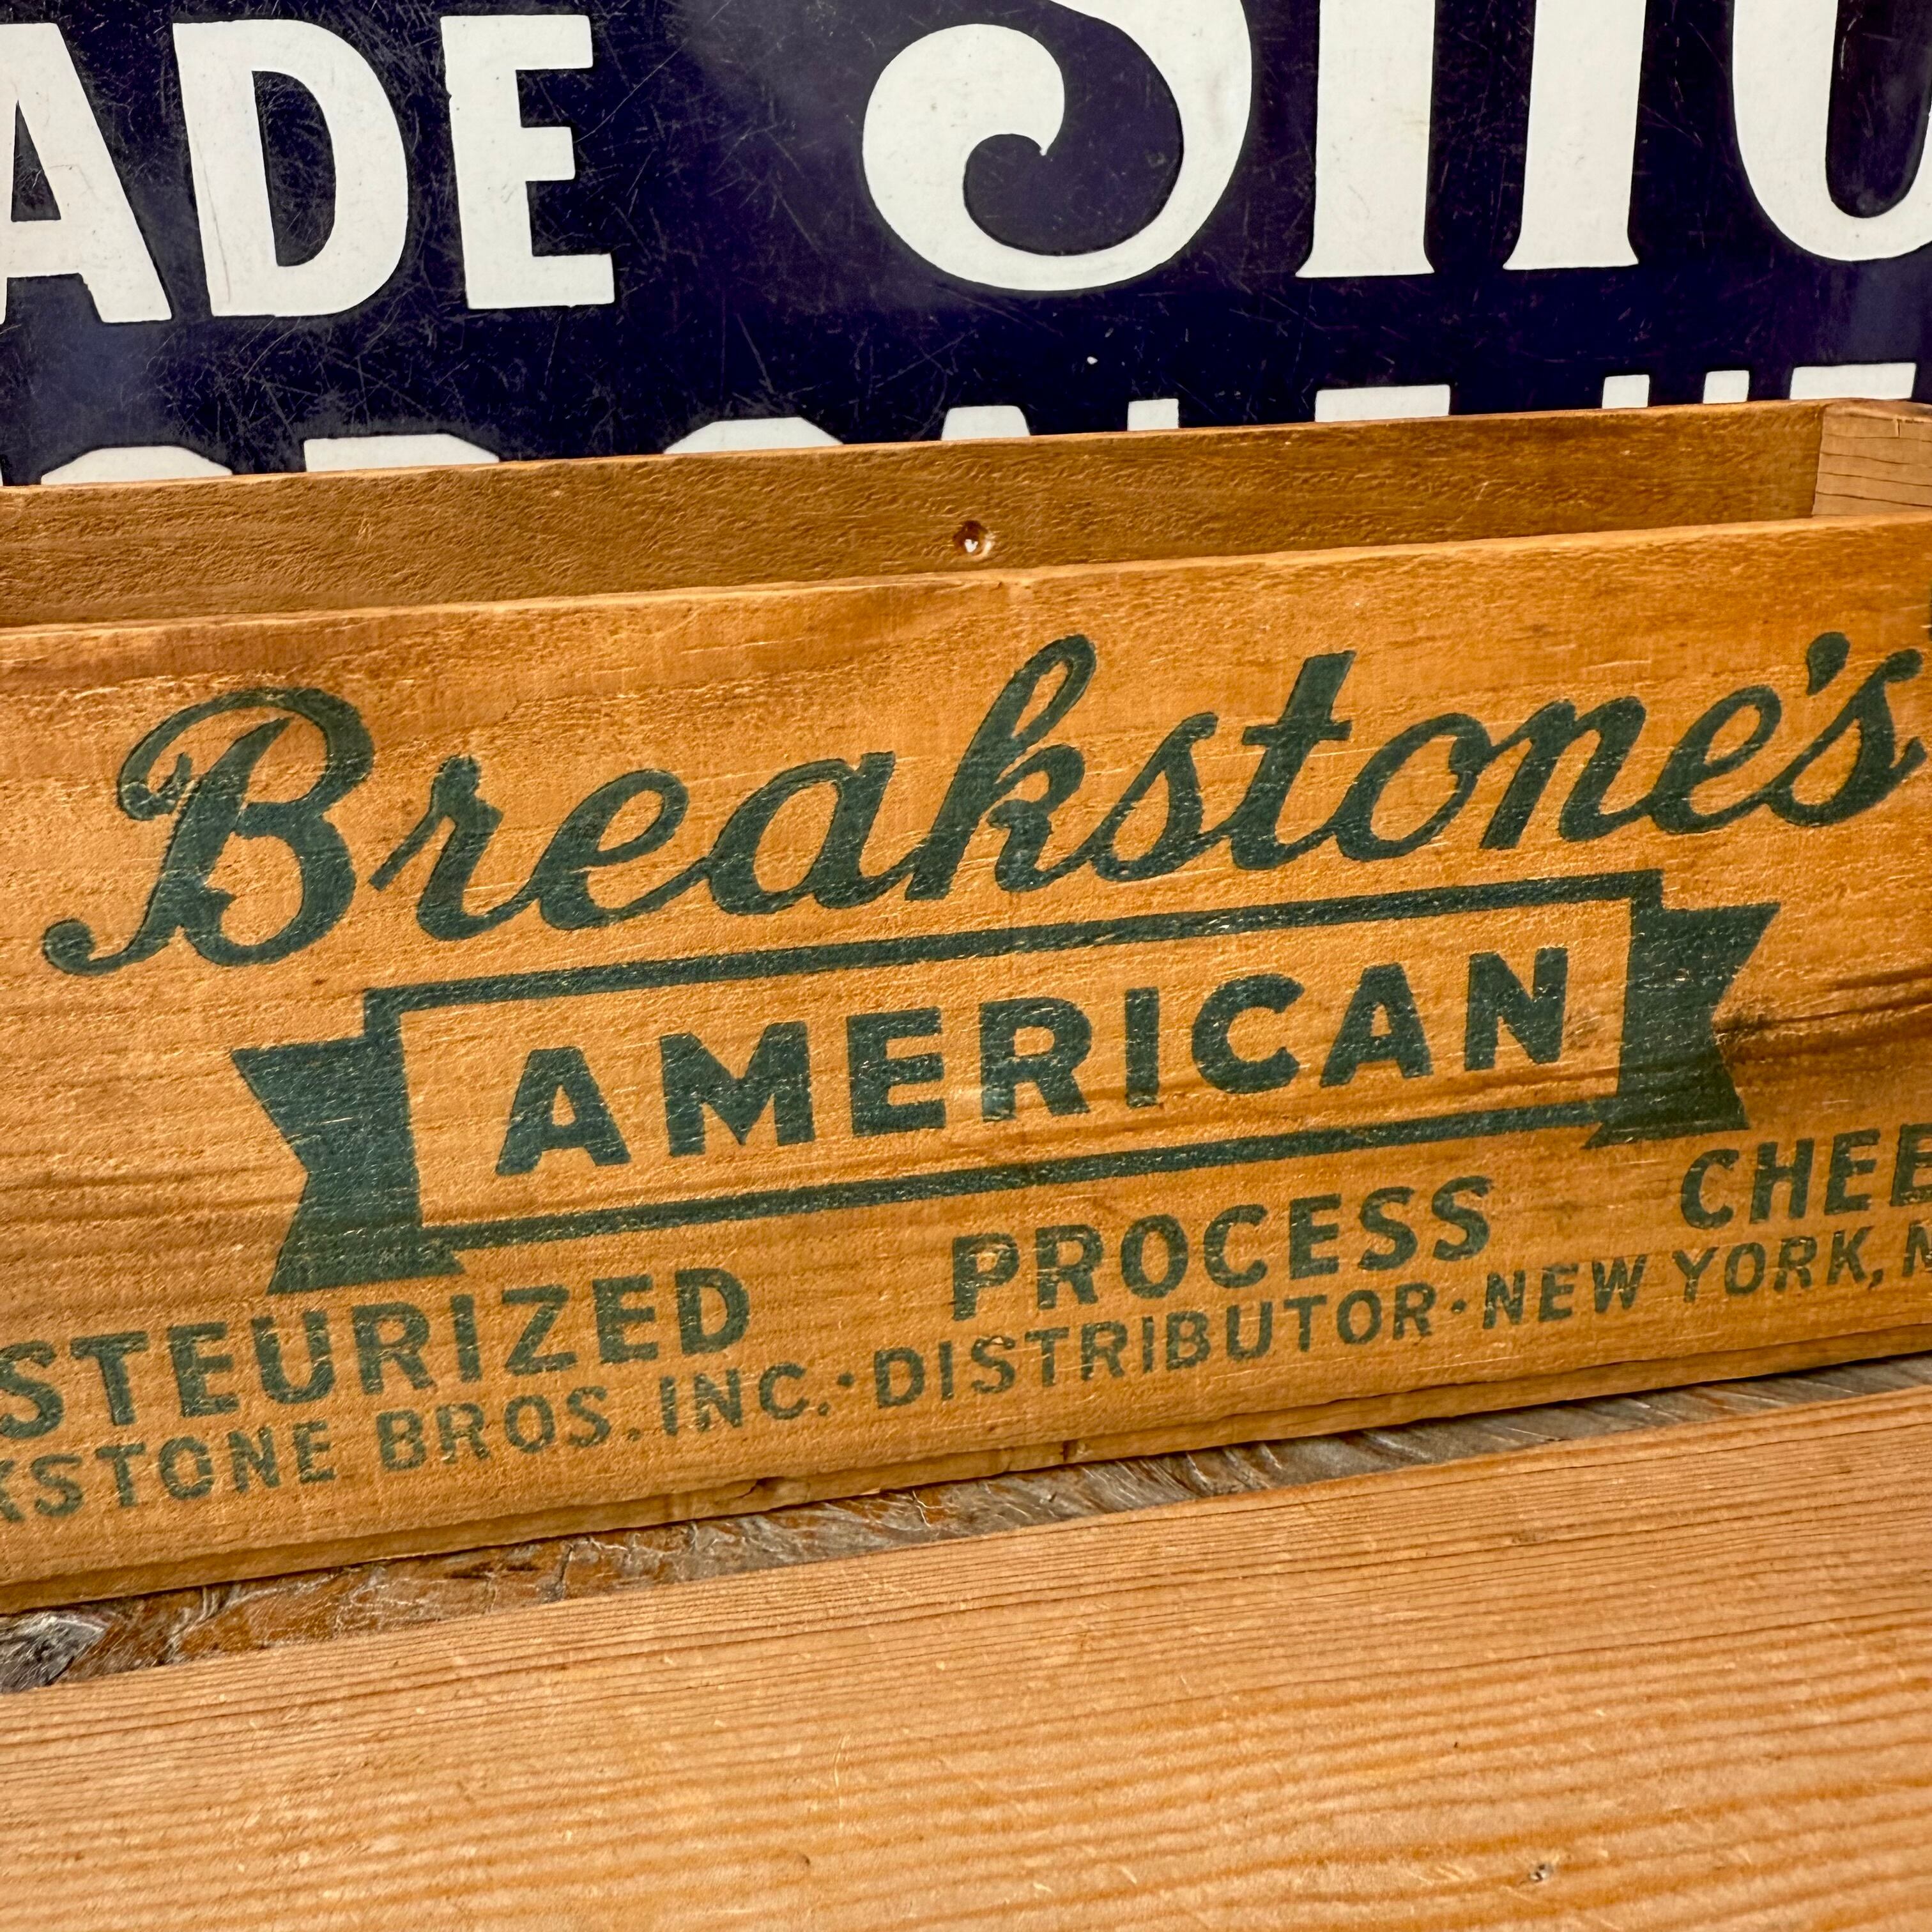 ADE
Breakstone's
AMERICAN
STEURIZED PROCESS CHEE
KSTONE BROS. INC. · DISTRIBUTOR · NEW YORK, N